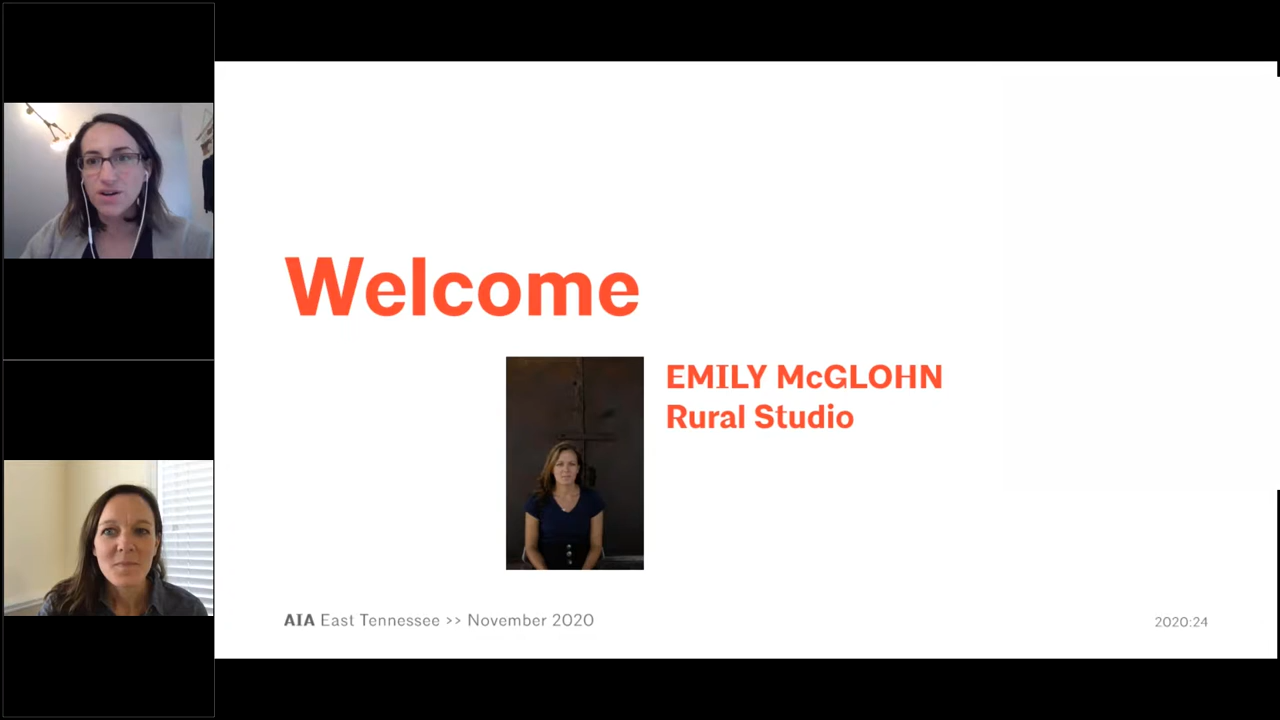 Welcome
EMILY McGLOHN
Rural Studio
AIA East Tennessee >> November 2020
2020:24